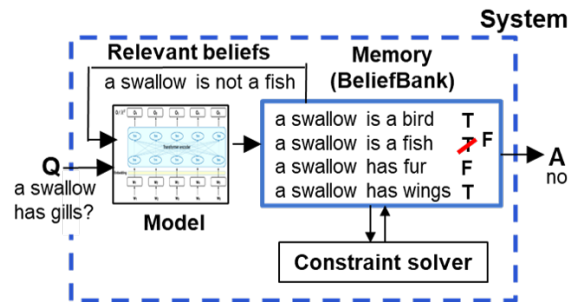 System
Relevant beliefs
a swallow is not a fish
Memory
(BeliefBank)
a swallow is a bird T
a swallow is a fish T F
a swallow has fur F
a swallow has wings T
Q
a swallow
has gills?
Model
A
no
Constraint solver